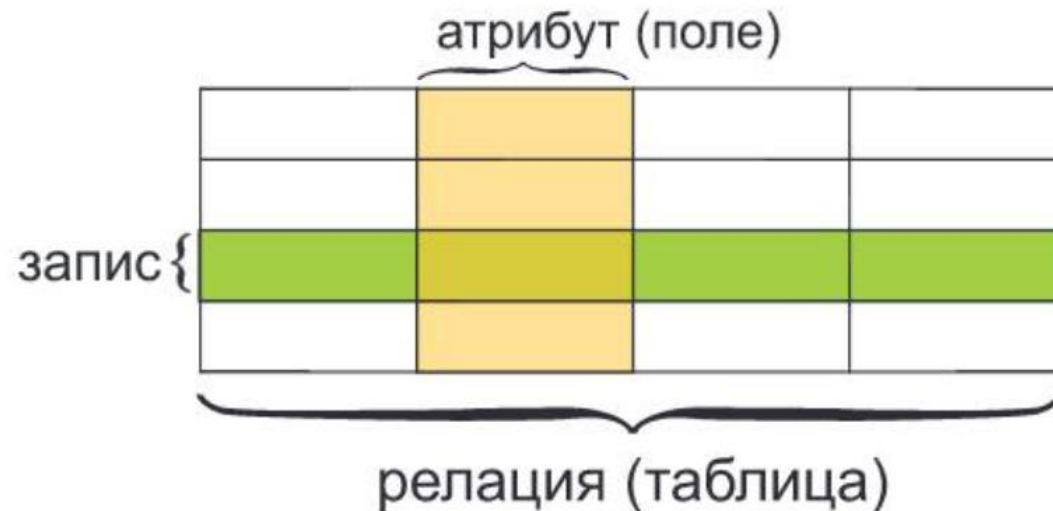 атрибут (поле)
запис
релация (таблица)